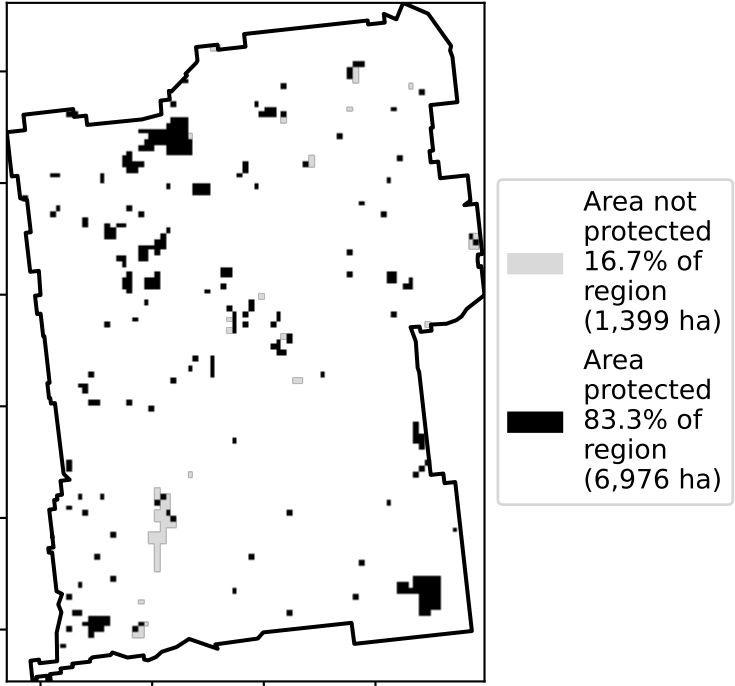 Area not
protected
16.7% of
region
(1,399 ha)
Area
protected
83.3% of
region
(6,976 ha)